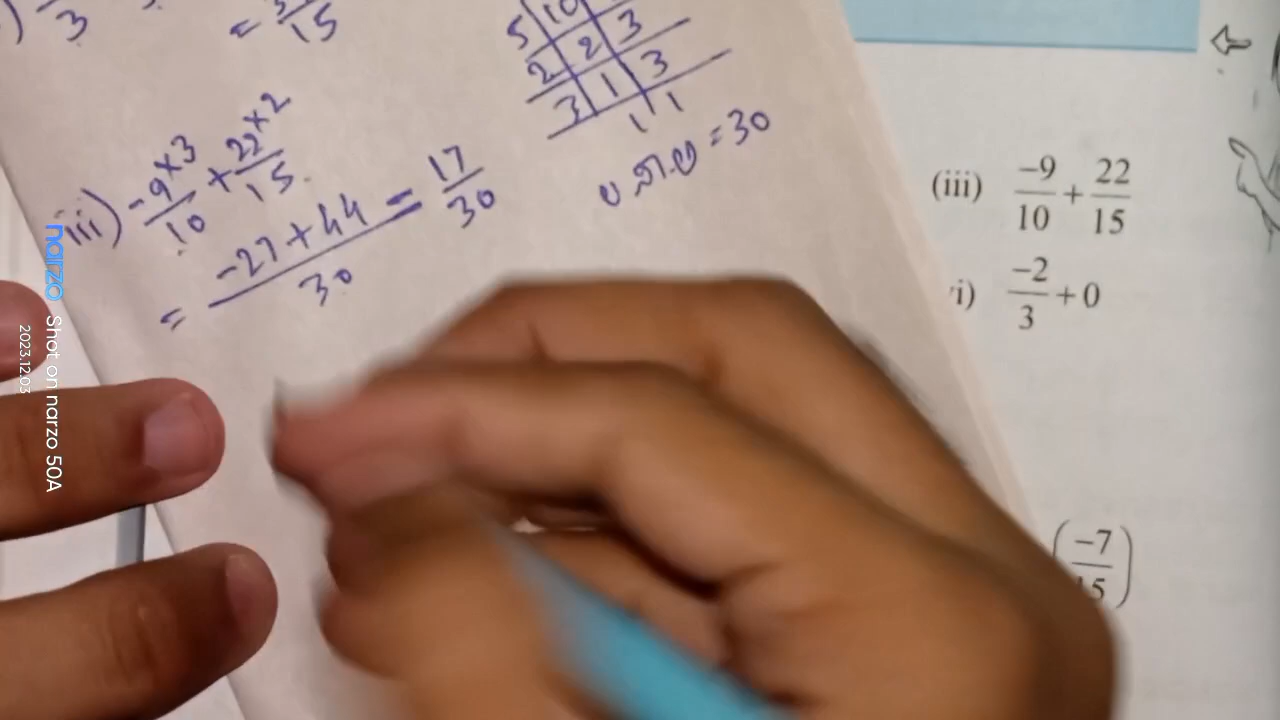 3
= 15
5 10
2 2 3
3 1 3
1 1
iii) -9×3/10 + 22×2/15
= -27+44/30 = 17/30
= 30
(iii) -9/10 + 22/15
i) -2/3 + 0
(-7/15)
narzo Shot on narzo 50A
2023.12.03